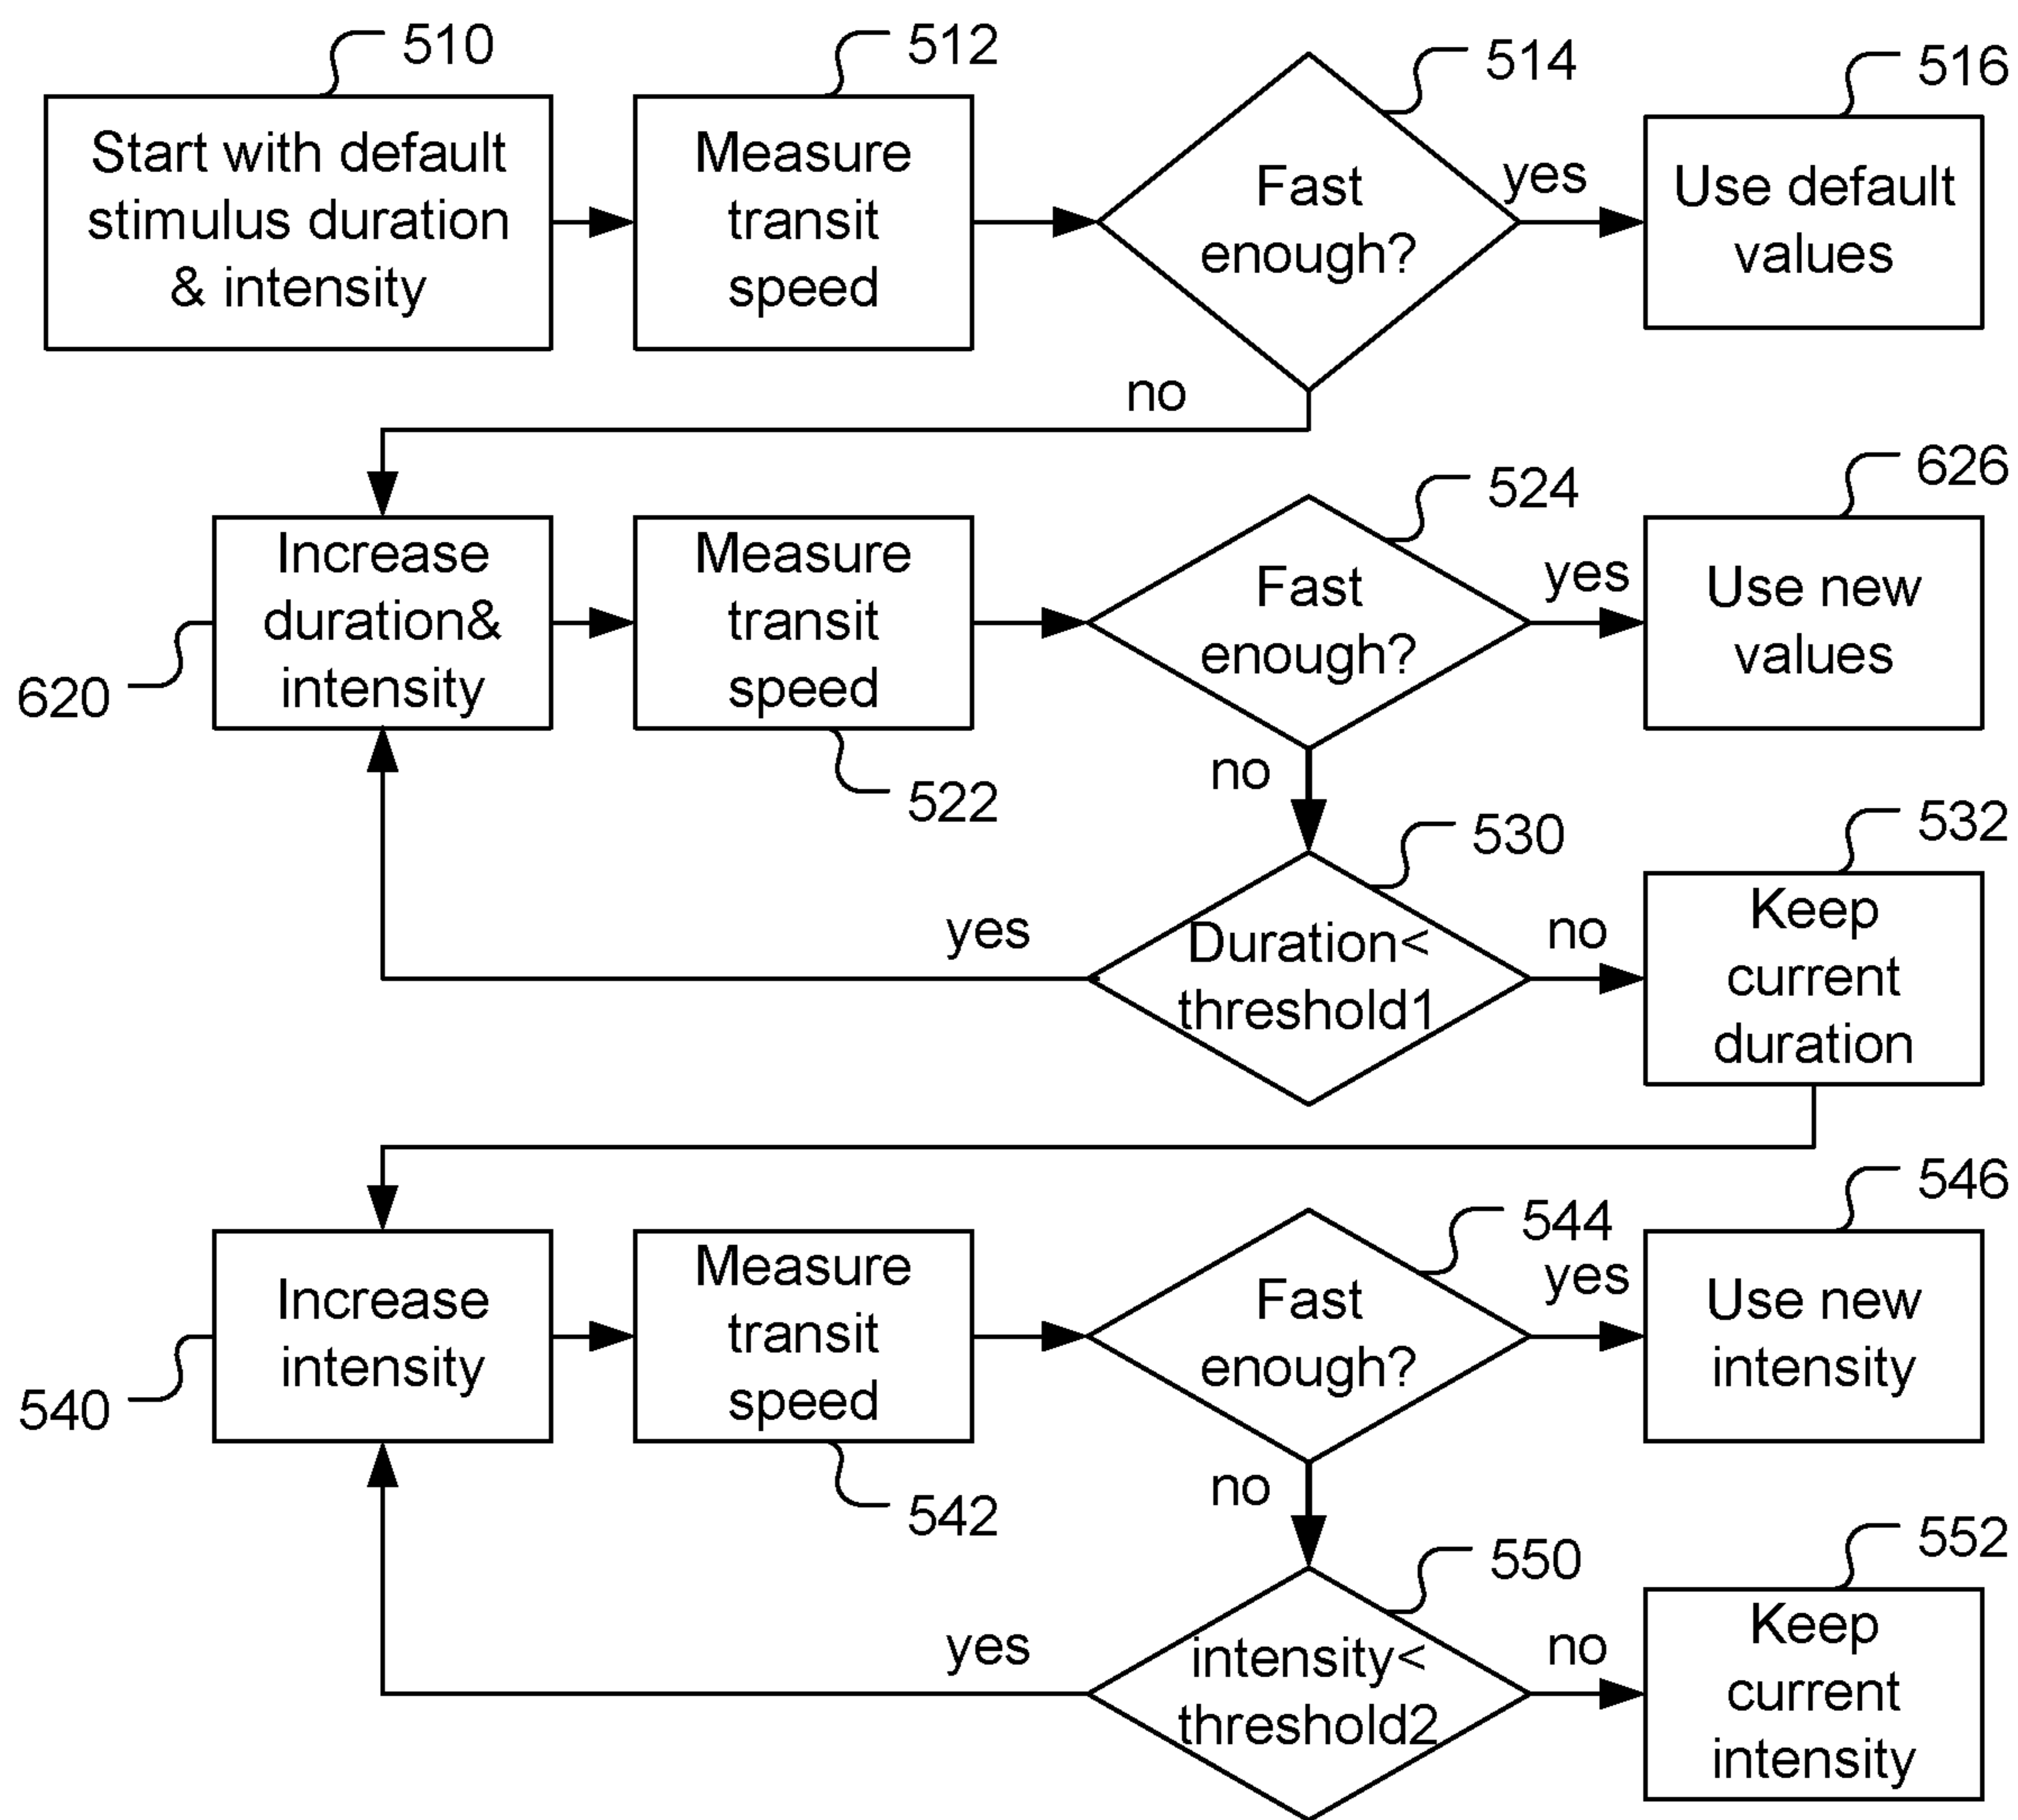 510
512
514
516
Start with default
stimulus duration
& intensity
Measure
transit
speed
Fast
enough?
yes
Use default
values
no
524
626
Increase
duration&
intensity
620
Measure
transit
speed
522
Fast
enough?
yes
Use new
values
no
530
532
yes
Duration<
threshold1
no
Keep
current
duration
544
546
Increase
intensity
540
Measure
transit
speed
542
Fast
enough?
yes
Use new
intensity
no
550
552
yes
intensity<
threshold2
no
Keep
current
intensity